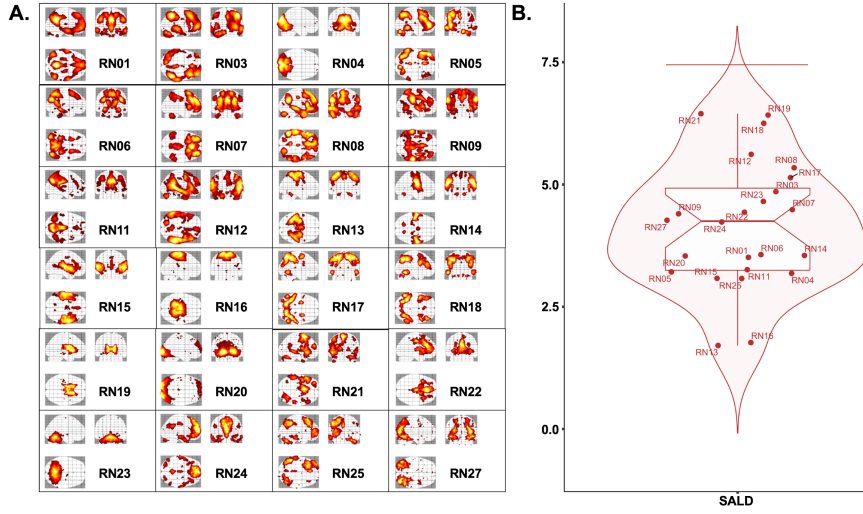 A.
B.
RN01
RN03
RN04
RN05
RN06
RN07
RN08
RN09
RN11
RN12
RN13
RN14
RN15
RN16
RN17
RN18
RN19
RN20
RN21
RN22
RN23
RN24
RN25
RN27
7.5
5.0
2.5
0.0
RN21
RN19
RN18
RN12
RN08
RN17
RN03
RN23
RN07
RN09
RN22
RN27
RN24
RN01
RN06
RN14
RN20
RN05
RN15
RN11
RN04
RN25
RN13
SALD